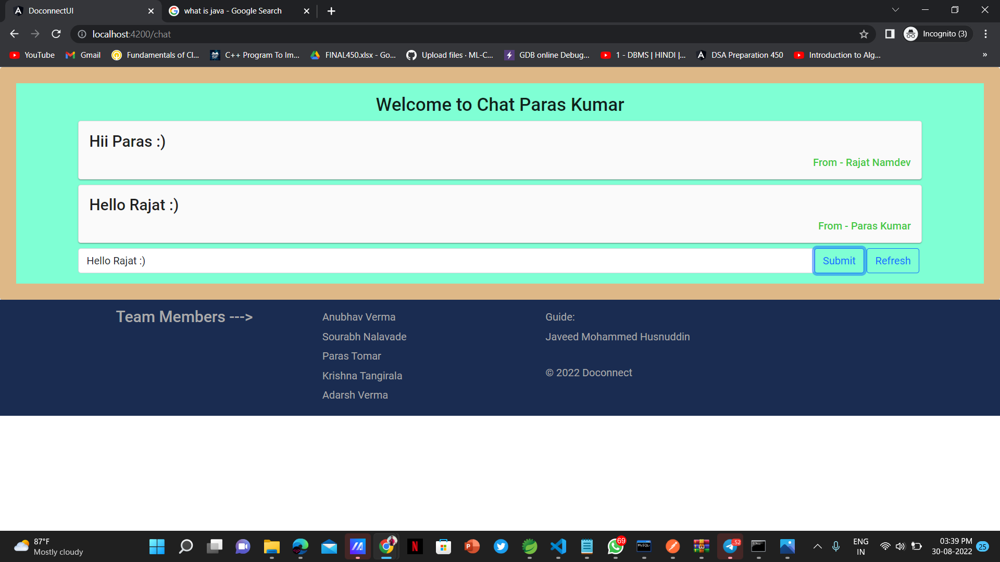 DoconnectUI
what is java - Google Search
localhost:4200/chat
Incognito (3)
YouTube
Gmail
Fundamentals of Cl...
C++ Program To Im...
FINAL450.xlsx - Go...
Upload files · ML-C...
GDB online Debug...
1 - DBMS | HINDI |...
DSA Preparation 450
Introduction to Alg...
»
Welcome to Chat Paras Kumar
Hii Paras :)
From - Rajat Namdev
Hello Rajat :)
From - Paras Kumar
Hello Rajat :)
Submit
Refresh
Team Members --->
Anubhav Verma
Sourabh Nalavade
Paras Tomar
Krishna Tangirala
Adarsh Verma
Guide:
Javeed Mohammed Husnuddin
© 2022 Doconnect
87°F
Mostly cloudy
69
MySQL
..52
ENG
IN
03:39 PM
30-08-2022
25